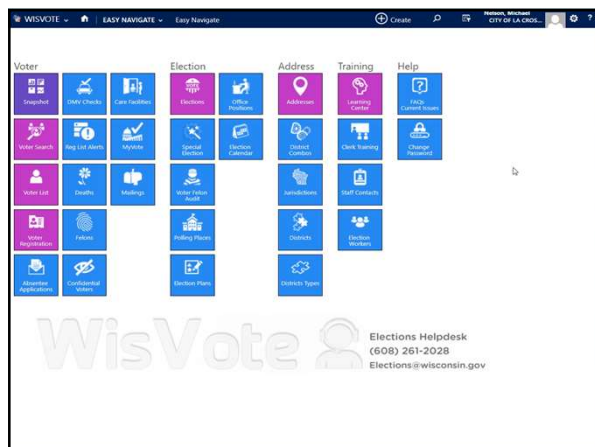 WISVOTE
EASY NAVIGATE
Easy Navigate
Create
Nelson, Michael
CITY OF LA CROS...
?
Voter
Election
Address
Training
Help
Snapshot
DMV Checks
Care Facilities
Elections
Office Positions
Addresses
Learning Center
FAQs Current Issues
Voter Search
Reg List Alerts
MyVote
Special Election
Election Calendar
District Combos
Clerk Training
Change Password
Voter List
Deaths
Mailings
Voter Felon Audit
Jurisdictions
Staff Contacts
Voter Registration
Felons
Polling Places
Districts
Election Workers
Absentee Applications
Confidential Voters
Election Plans
Districts Types
WisVote
Elections Helpdesk
(608) 261-2028
Elections@wisconsin.gov